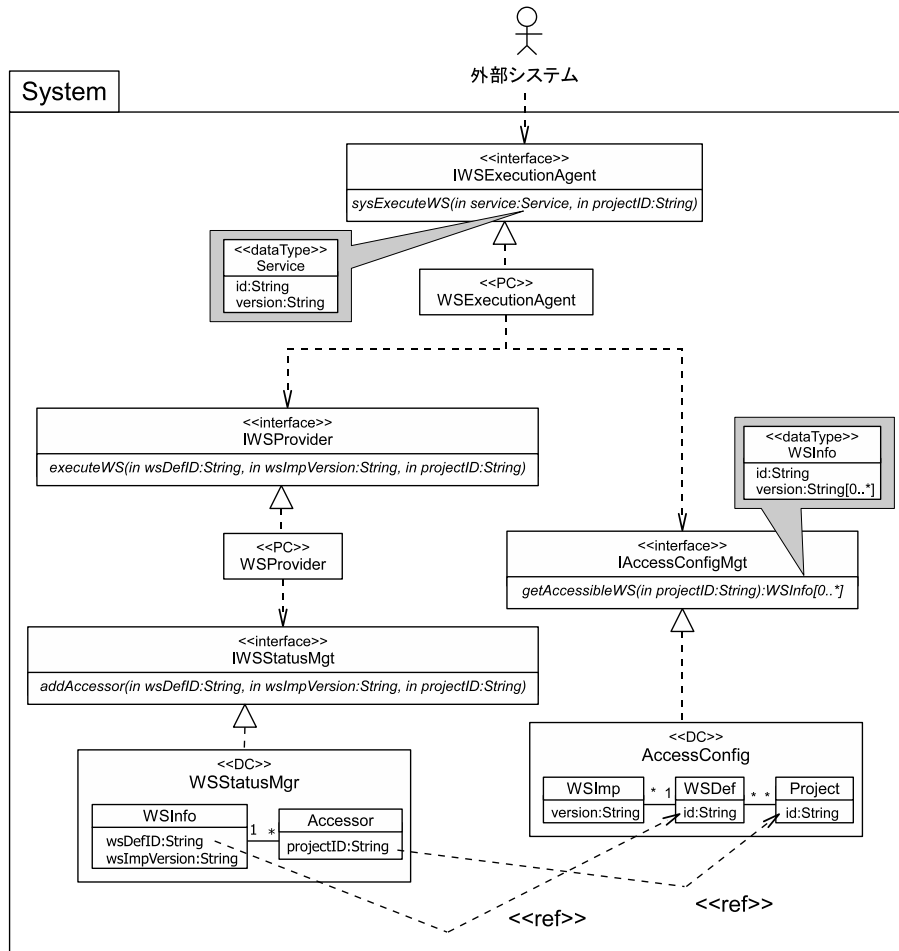 外部システム
System
<<interface>>
IWSExecutionAgent
sysExecuteWS(in service:Service, in projectID:String)
<<dataType>>
Service
id:String
version:String
<<PC>>
WSExecutionAgent
<<interface>>
IWSProvider
executeWS(in wsDefID:String, in wsImpVersion:String, in projectID:String)
<<dataType>>
WSInfo
id:String
version:String[0..*]
<<PC>>
WSProvider
<<interface>>
IAccessConfigMgt
getAccessibleWS(in projectID:String):WSInfo[0..*]
<<interface>>
IWSStatusMgt
addAccessor(in wsDefID:String, in wsImpVersion:String, in projectID:String)
<<DC>>
WSStatusMgr
WSInfo
wsDefID:String
wsImpVersion:String
1 *
Accessor
projectID:String
<<DC>>
AccessConfig
WSImp
version:String
* 1
WSDef
id:String
* *
Project
id:String
<<ref>>
<<ref>>